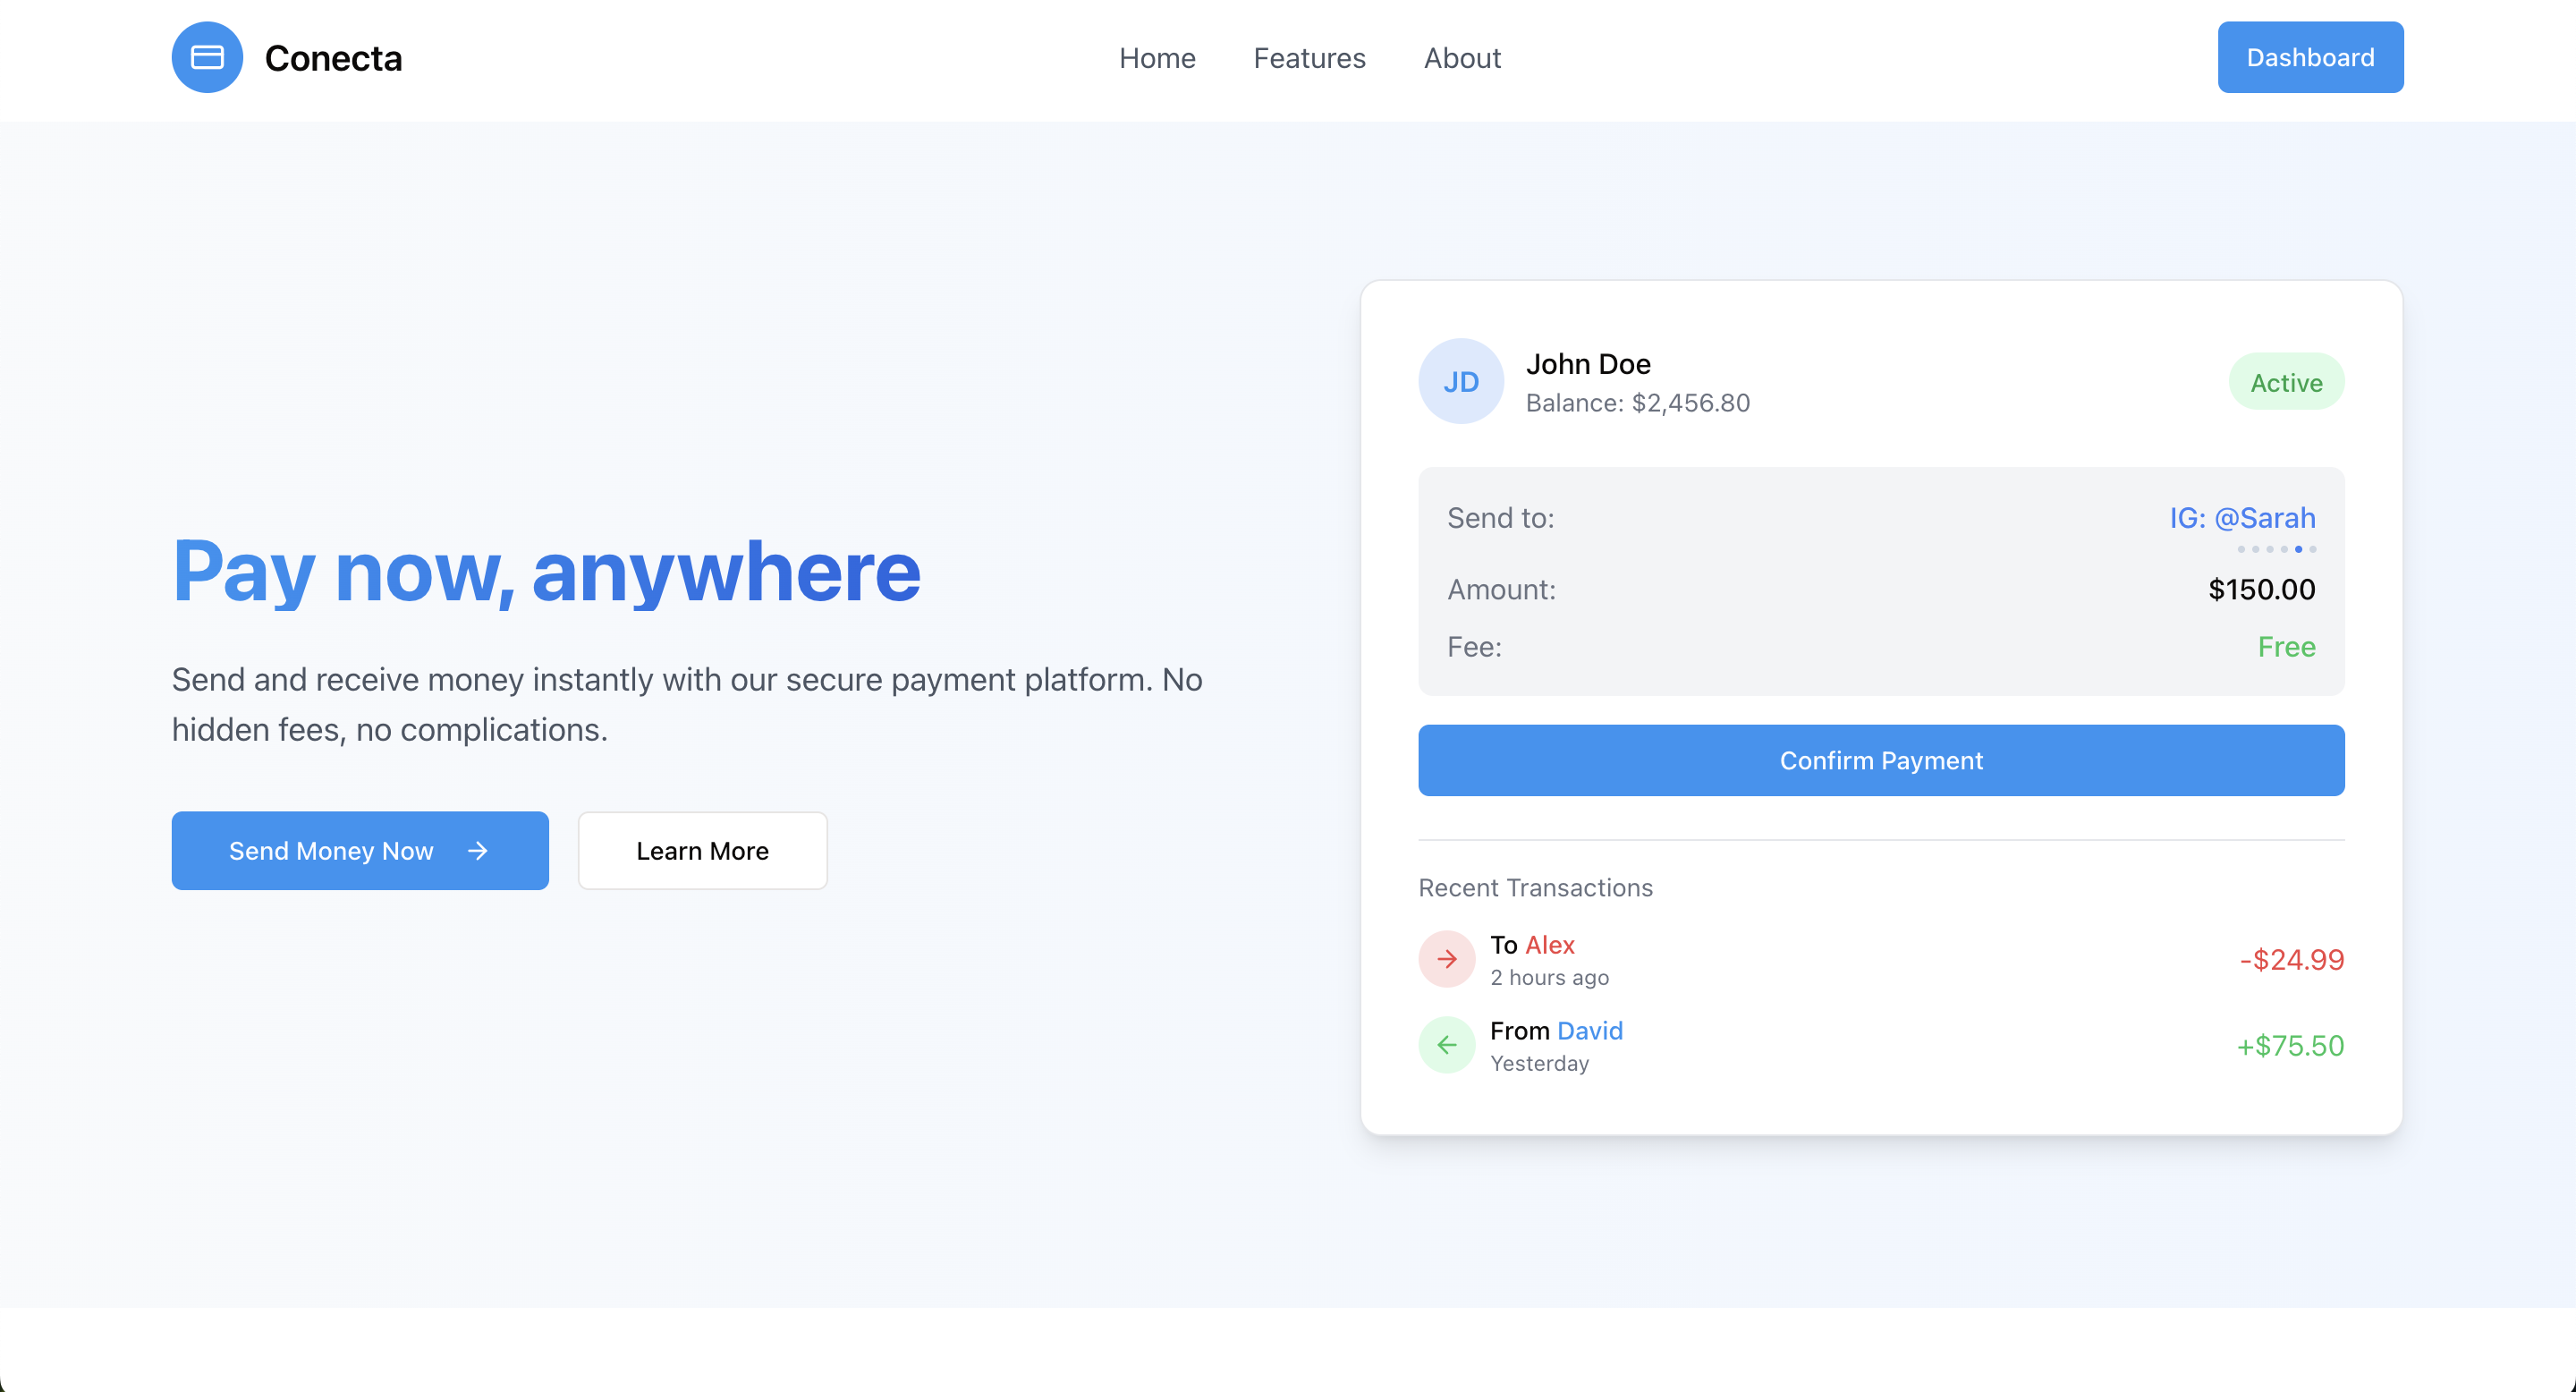 Conecta
Home
Features
About
Dashboard
Pay now, anywhere
Send and receive money instantly with our secure payment platform. No
hidden fees, no complications.
Send Money Now
Learn More
JD
John Doe
Balance: $2,456.80
Active
Send to:
IG: @Sarah
Amount:
$150.00
Fee:
Free
Confirm Payment
Recent Transactions
To Alex
2 hours ago
-$24.99
From David
Yesterday
+$75.50